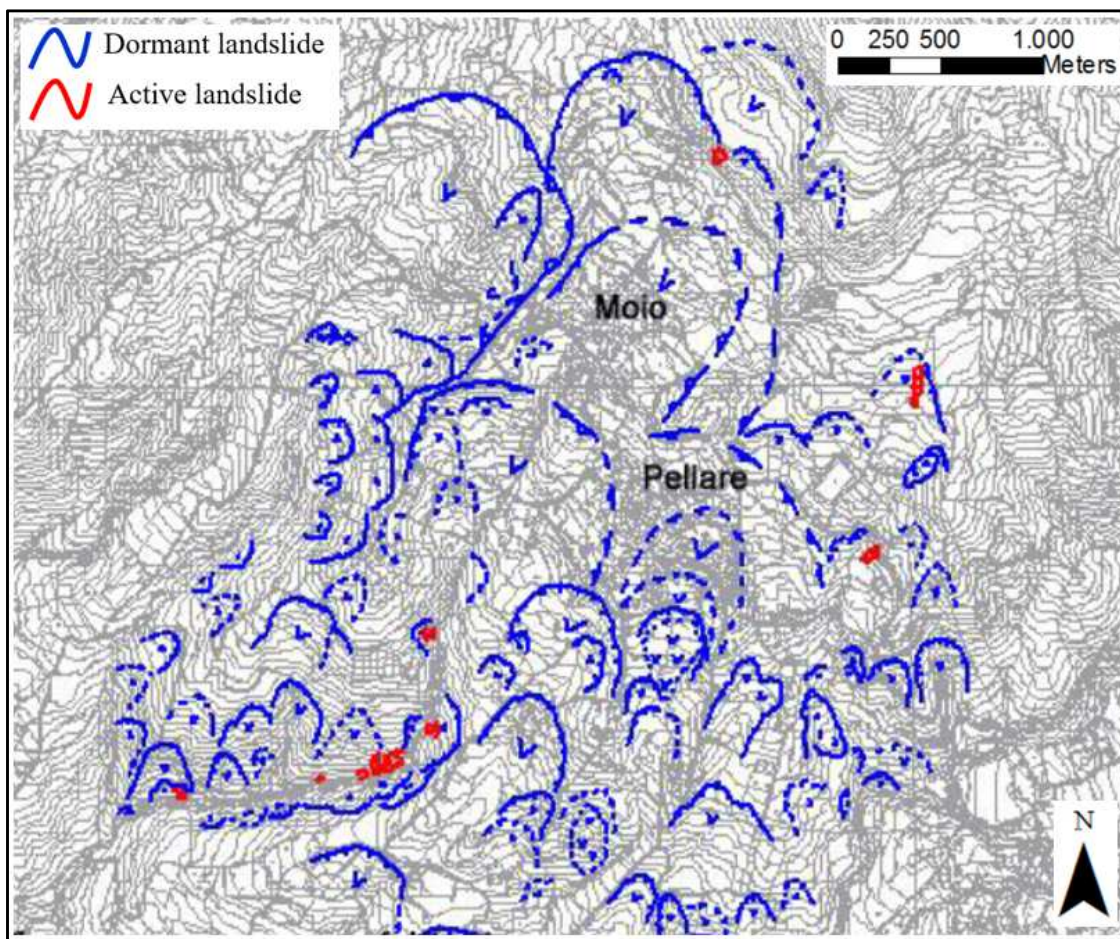 Dormant landslide
Active landslide
0 250 500 1.000
Meters
Moio
Pellare
N